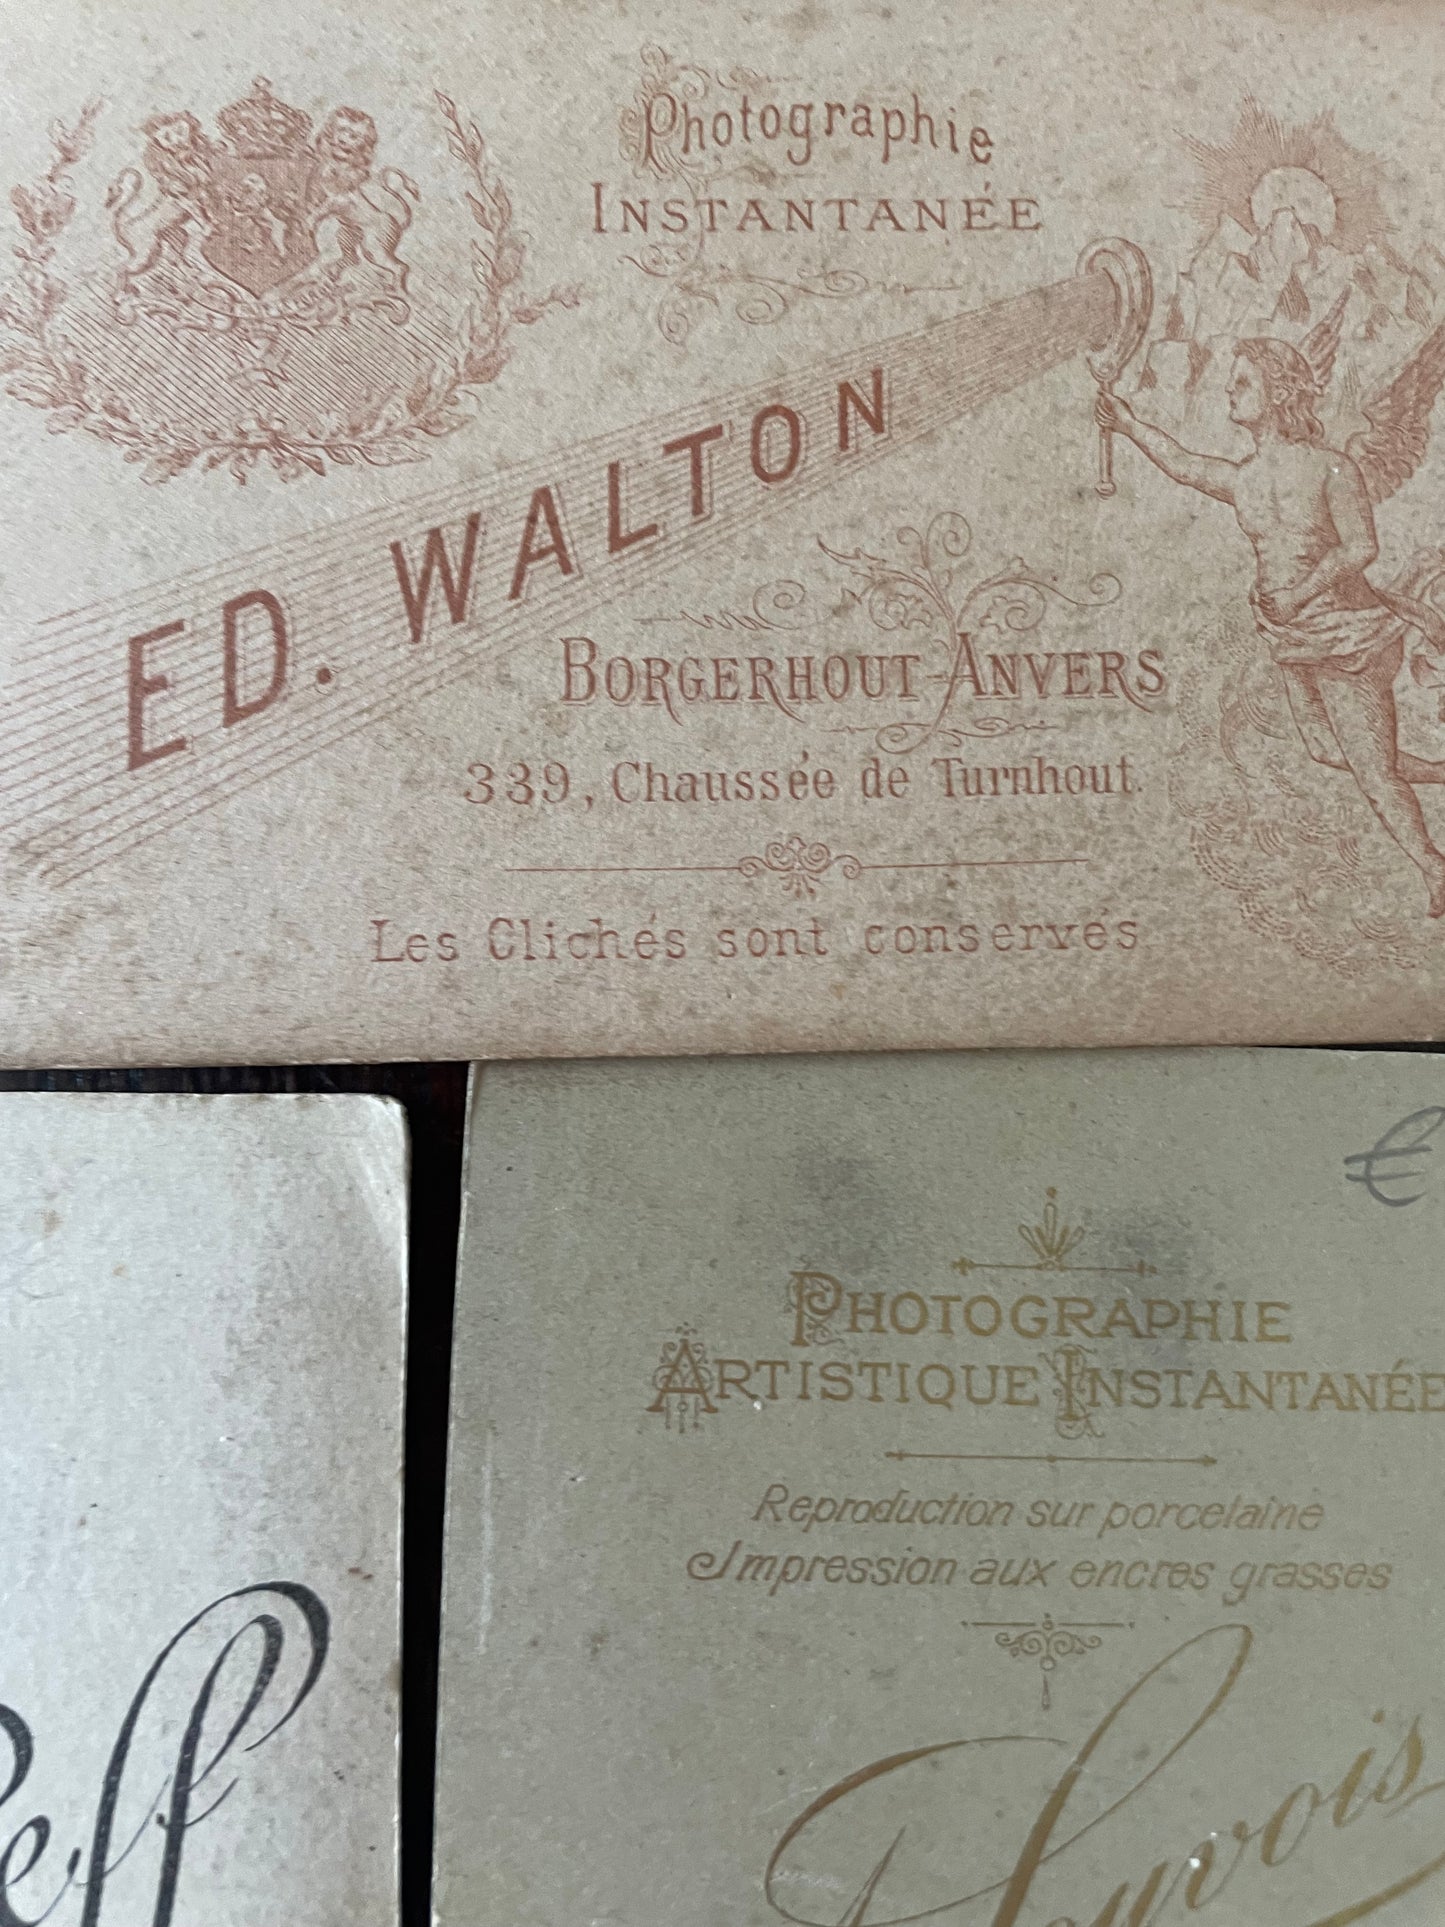 Photographie
INSTANTANÉE
ED. WALTON
BORGERHOUT-ANVERS
339, Chaussée de Turnhout.
Les Clichés sont conservés
€
PHOTOGRAPHIE
ARTISTIQUE INSTANTANÉE
Reproduction sur porcelaine
Impression aux encres grasses